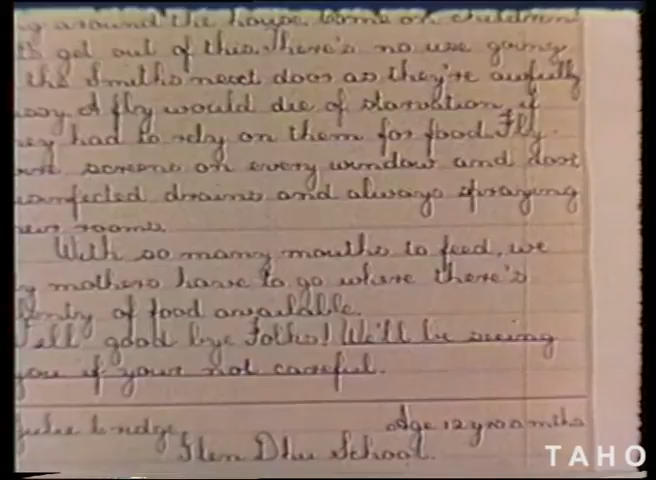 around the house. Come on children
get out of this. There's no use going
the Smiths' next door as they're awfully
A fly would die of starvation if
had to rely on them for food. Fly
screens on every window and door
drains and always spraying
rooms.
With so many mouths to feed, we
mothers have to go where there's
of food available.
good bye Folks! We'll be seeing
you if your not careful.
Age 12 yrs 0 mths
Glen Dhu School.
TAHO